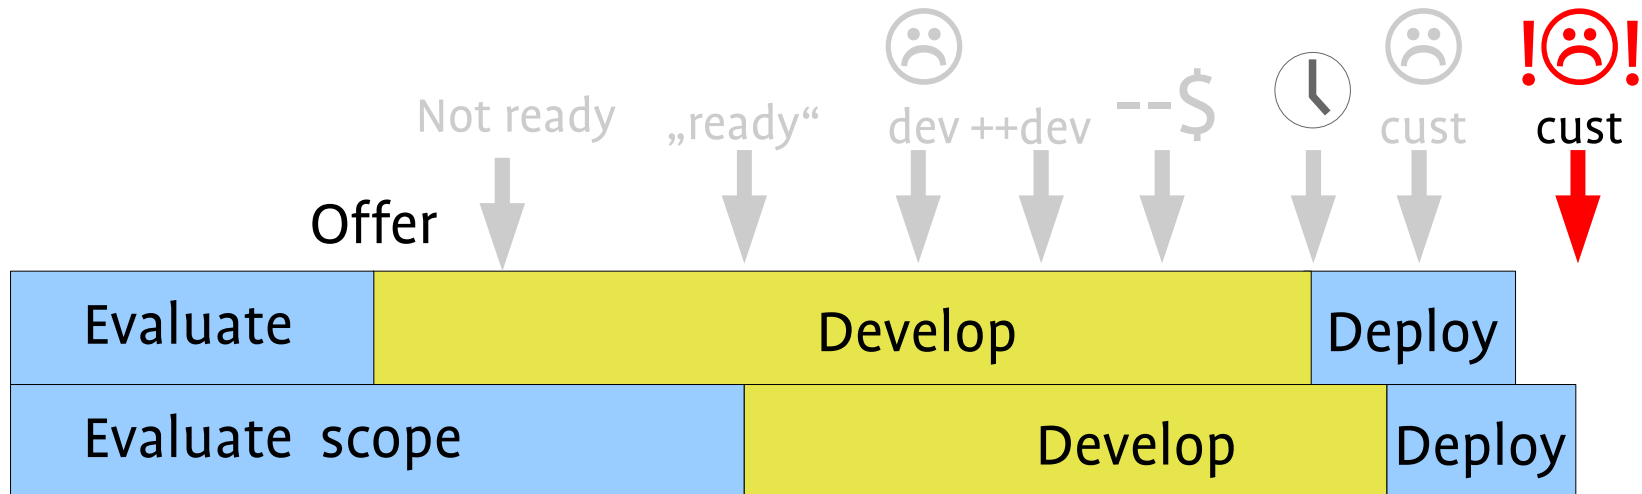 Not ready
„ready“
dev
++dev
--$
cust
!!
cust
Offer
Evaluate
Develop
Deploy
Evaluate scope
Develop
Deploy